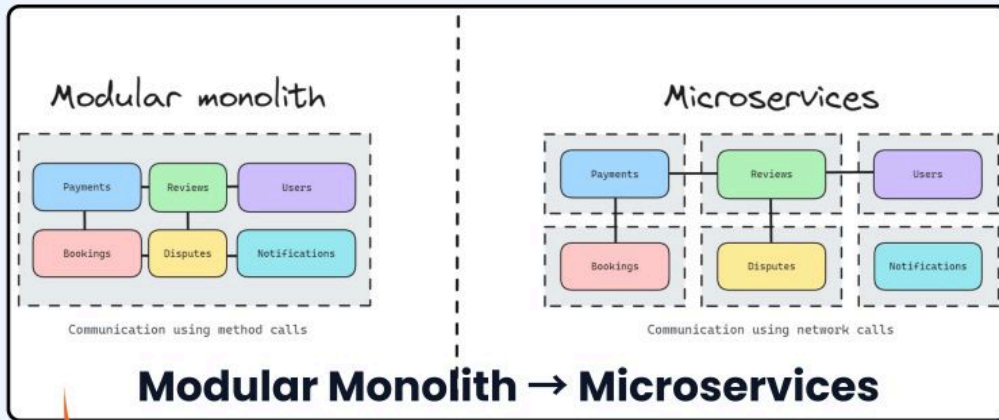 Modular monolith
Payments Reviews Users
Bookings Disputes Notifications
Communication using method calls
Microservices
Payments Reviews Users
Bookings Disputes Notifications
Communication using network calls
Modular Monolith → Microservices